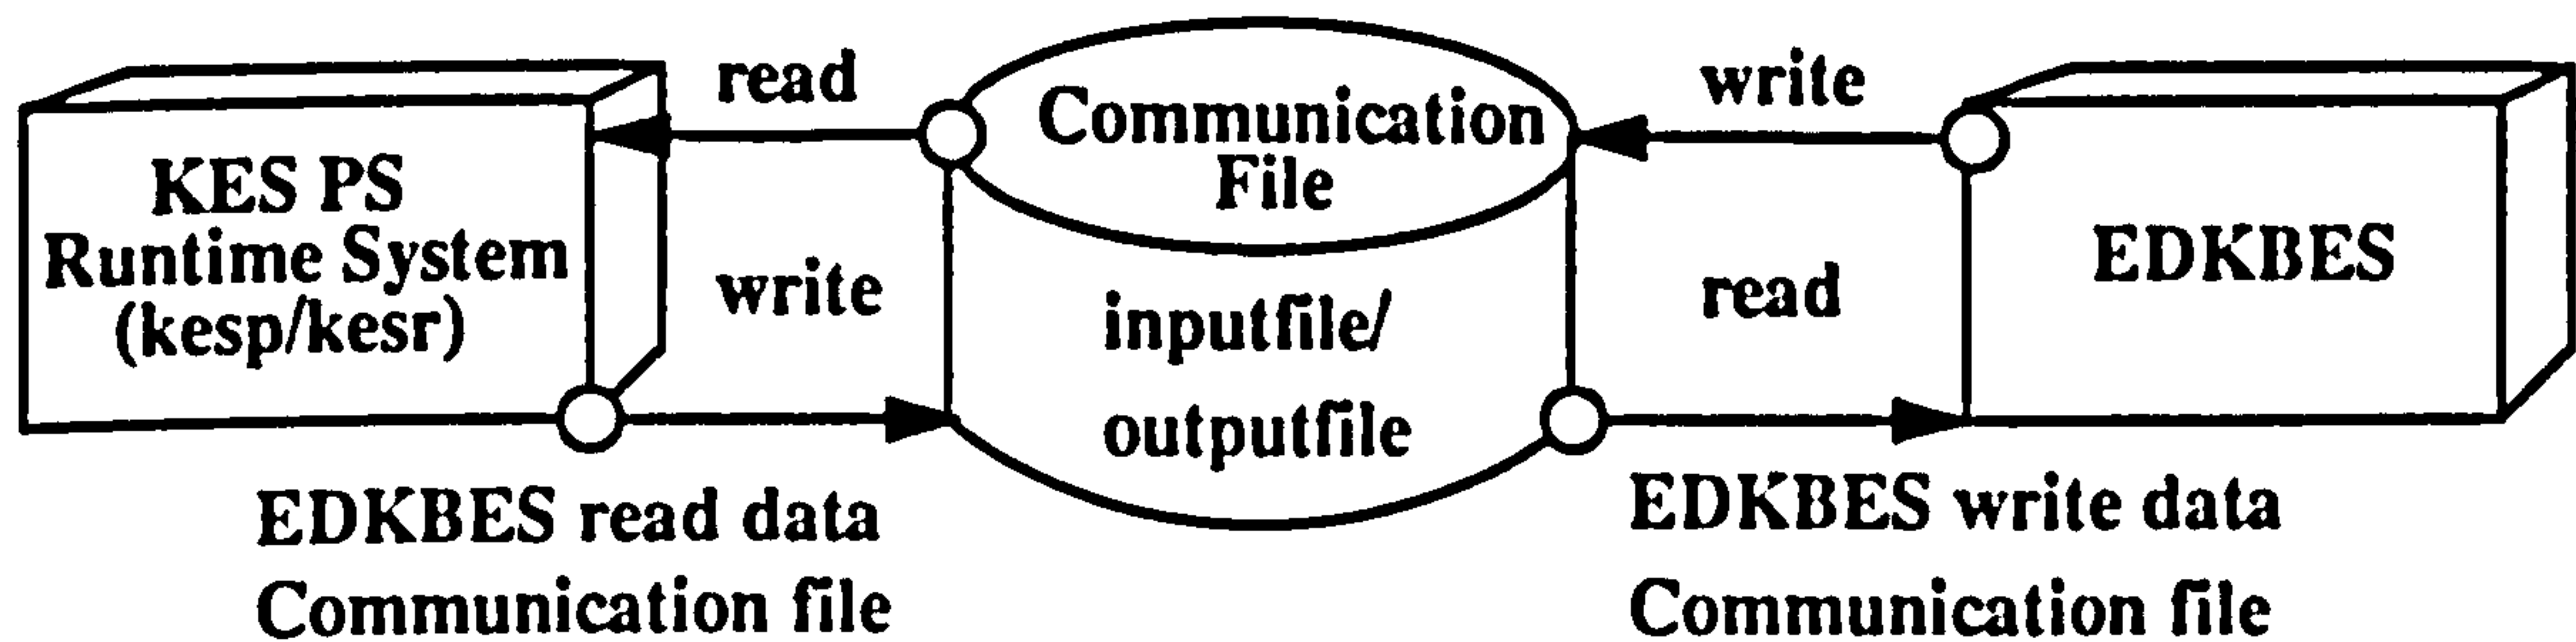 read
write
Communication
File
KES PS
Runtime System
(kesp/kesr)
write
read
EDKBES
inputfile/
outputfile
EDKBES read data
Communication file
EDKBES write data
Communication file